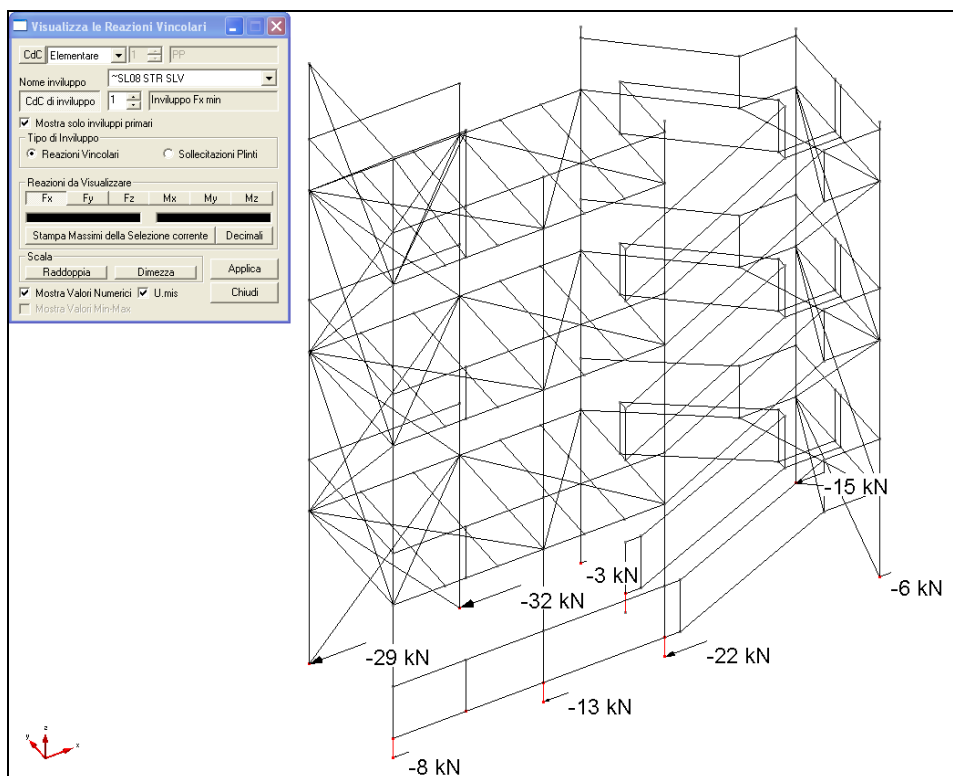 Visualizza le Reazioni Vincolari
CdC Elementare 1 PP
Nome inviluppo ~SL08 STR SLV
CdC di inviluppo 1 Inviluppo Fx min
Mostra solo inviluppi primari
Tipo di Inviluppo
Reazioni Vincolari Sollecitazioni Plinti
Reazioni da Visualizzare
Fx Fy Fz Mx My Mz
Stampa Massimi della Selezione corrente Decimali
Scala
Raddoppia Dimezza Applica
Mostra Valori Numerici U.mis Chiudi
Mostra Valori Min-Max
-15 kN
-3 kN
-6 kN
-32 kN
-29 kN
-22 kN
-13 kN
-8 kN
z
y
x